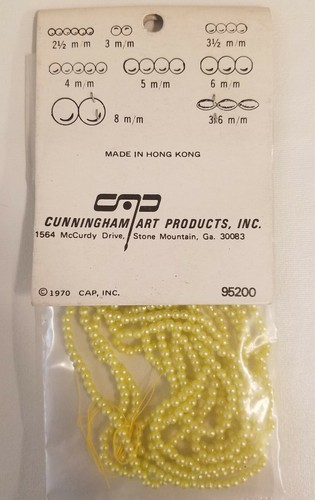 2½ m/m 3 m/m 3½ m/m
4 m/m 5 m/m 6 m/m
8 m/m 3x6 m/m
MADE IN HONG KONG
CAP
CUNNINGHAM ART PRODUCTS, INC.
1564 McCurdy Drive, Stone Mountain, Ga. 30083
© 1970 CAP, INC. 95200